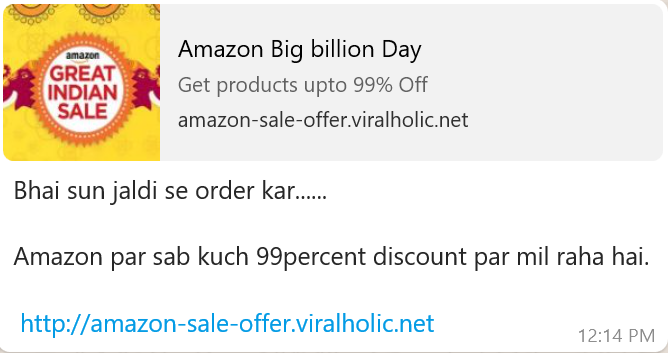 amazon
GREAT
INDIAN
SALE
Amazon Big billion Day
Get products upto 99% Off
amazon-sale-offer.viralholic.net
Bhai sun jaldi se order kar......
Amazon par sab kuch 99percent discount par mil raha hai.
http://amazon-sale-offer.viralholic.net
12:14 PM